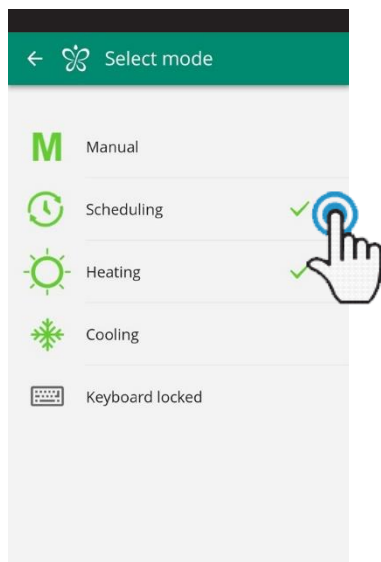 Select mode
M Manual
Scheduling
Heating
Cooling
Keyboard locked